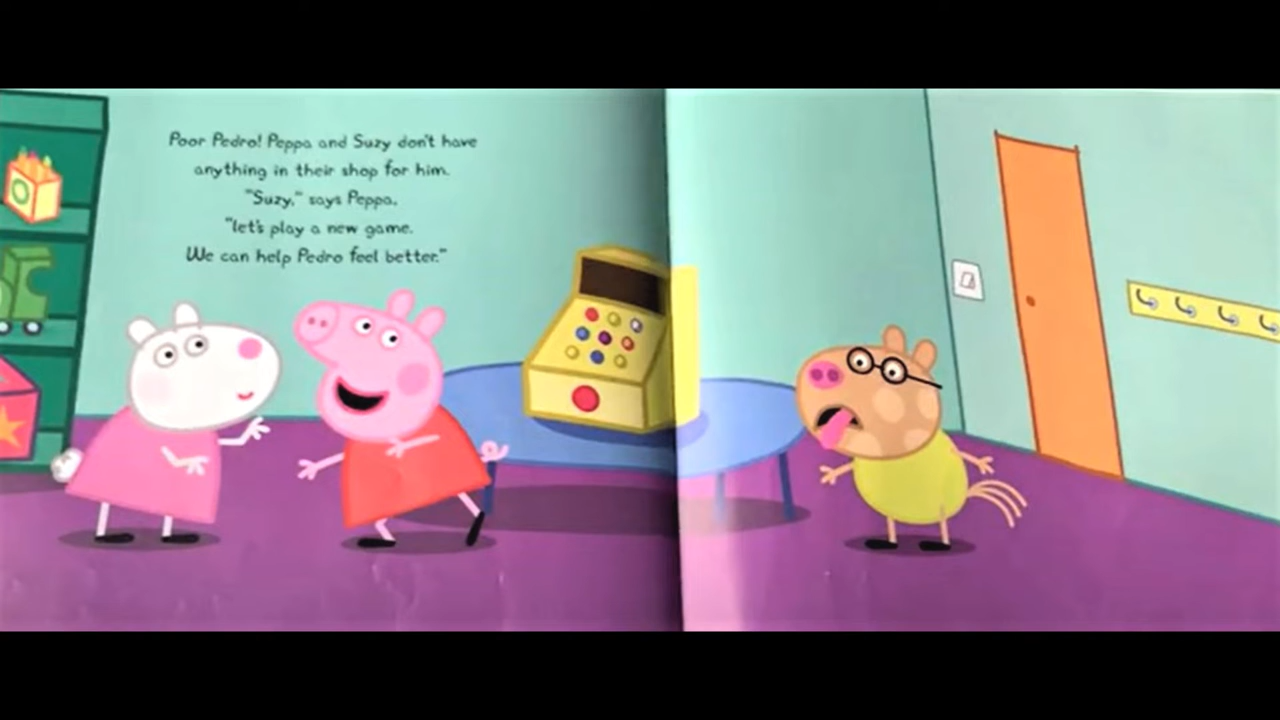 Poor Pedro! Peppa and Suzy don't have
anything in their shop for him.
"Suzy," says Peppa,
"let's play a new game.
We can help Pedro feel better."